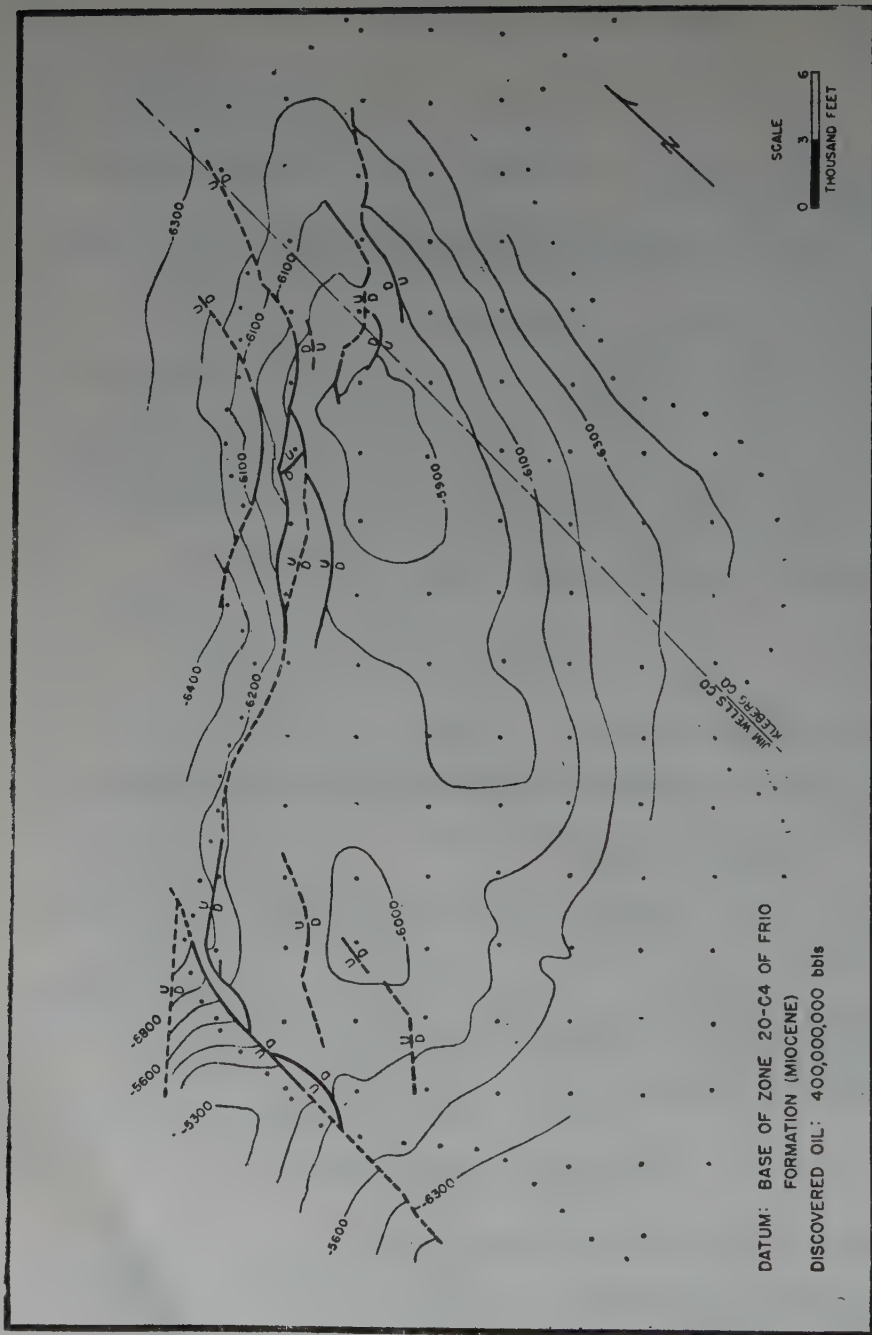 -6300
U
D
U
D
-6100
-6100
-6100
D
U
U
D
D
U
D
U
U
D
U
D
U
D
-5900
-6100
-6300
-6400
-6200
JIM WELLS CO
KLEBERG CO.
U
D
U
D
U
D
-6000
U
D
U
D
-6800
-5600
-5300
U
D
U
D
-5600
-6300
N
SCALE
0 3 6
THOUSAND FEET
DATUM: BASE OF ZONE 20-C4 OF FRIO
FORMATION (MIOCENE)
DISCOVERED OIL: 400,000,000 bbls